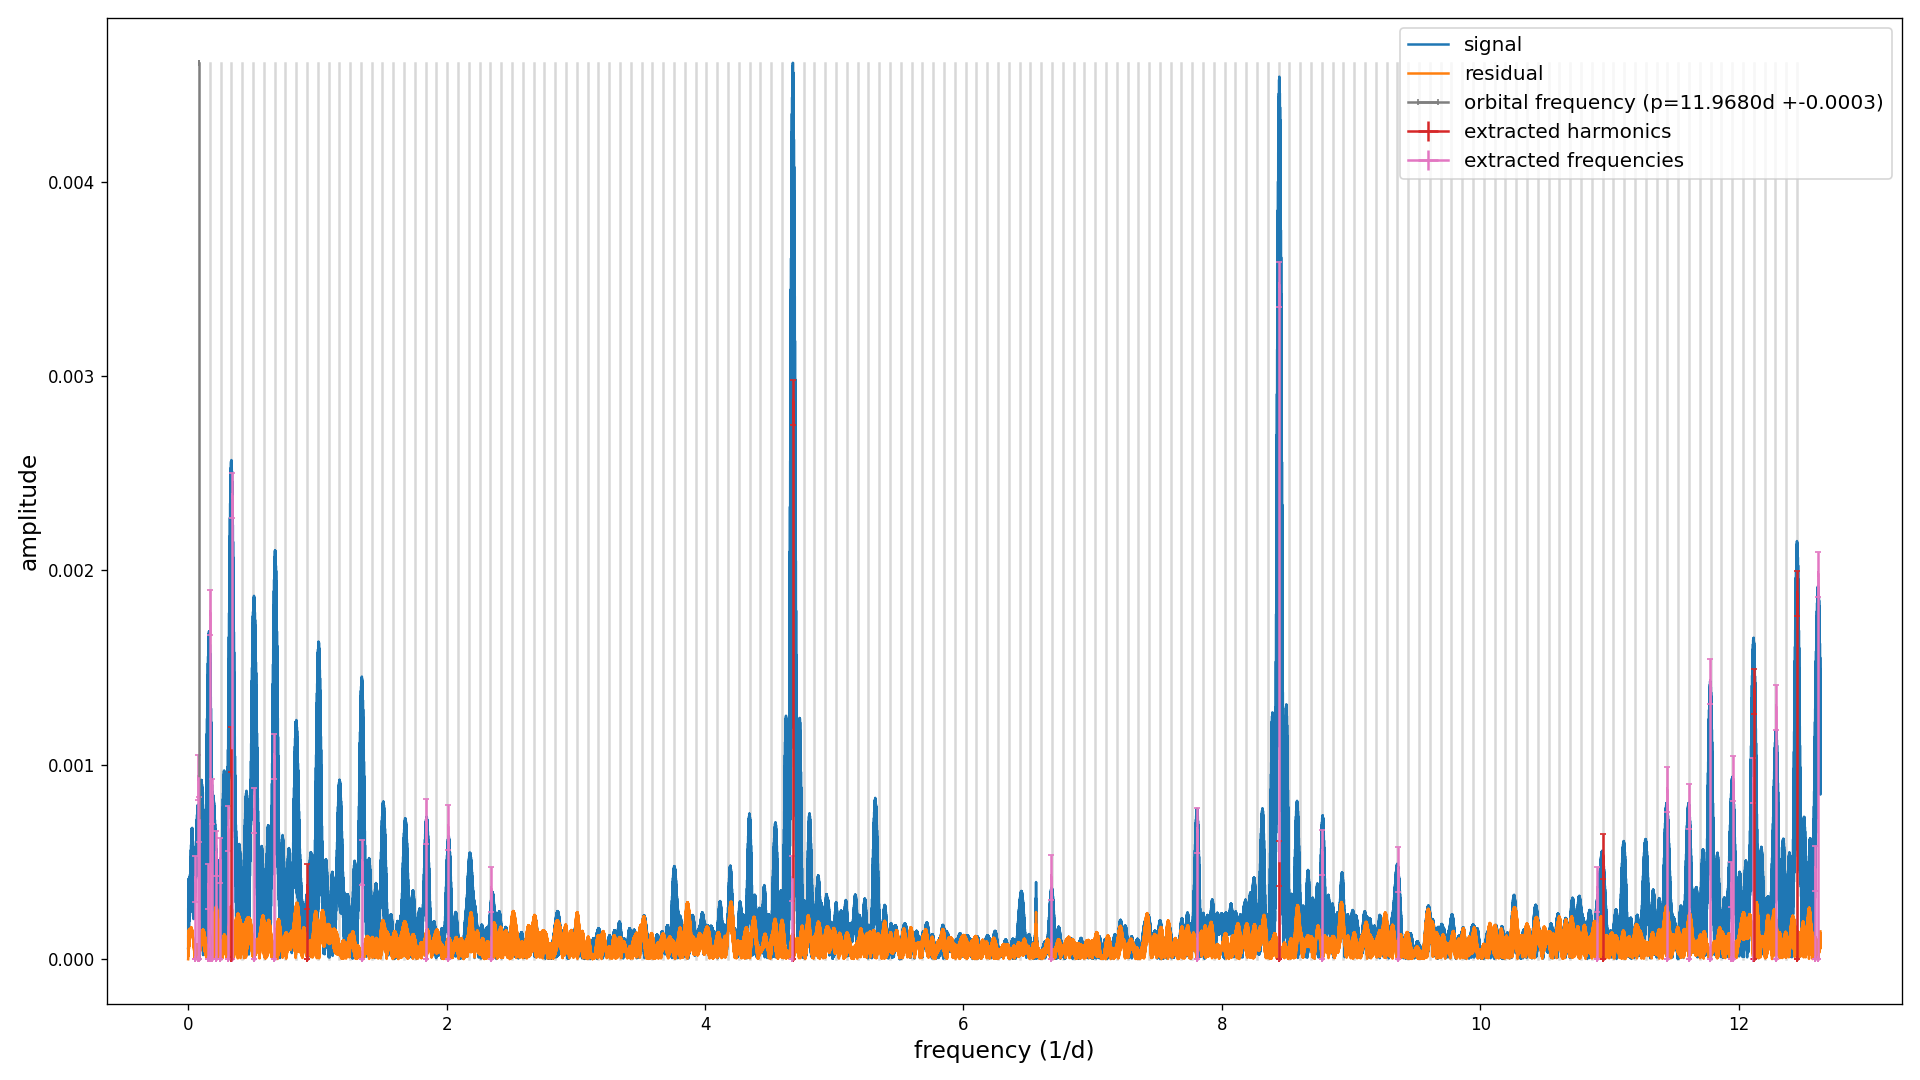 signal
residual
orbital frequency (p=11.9680d +-0.0003)
extracted harmonics
extracted frequencies
0.004
0.003
0.002
0.001
0.000
amplitude
0 2 4 6 8 10 12
frequency (1/d)